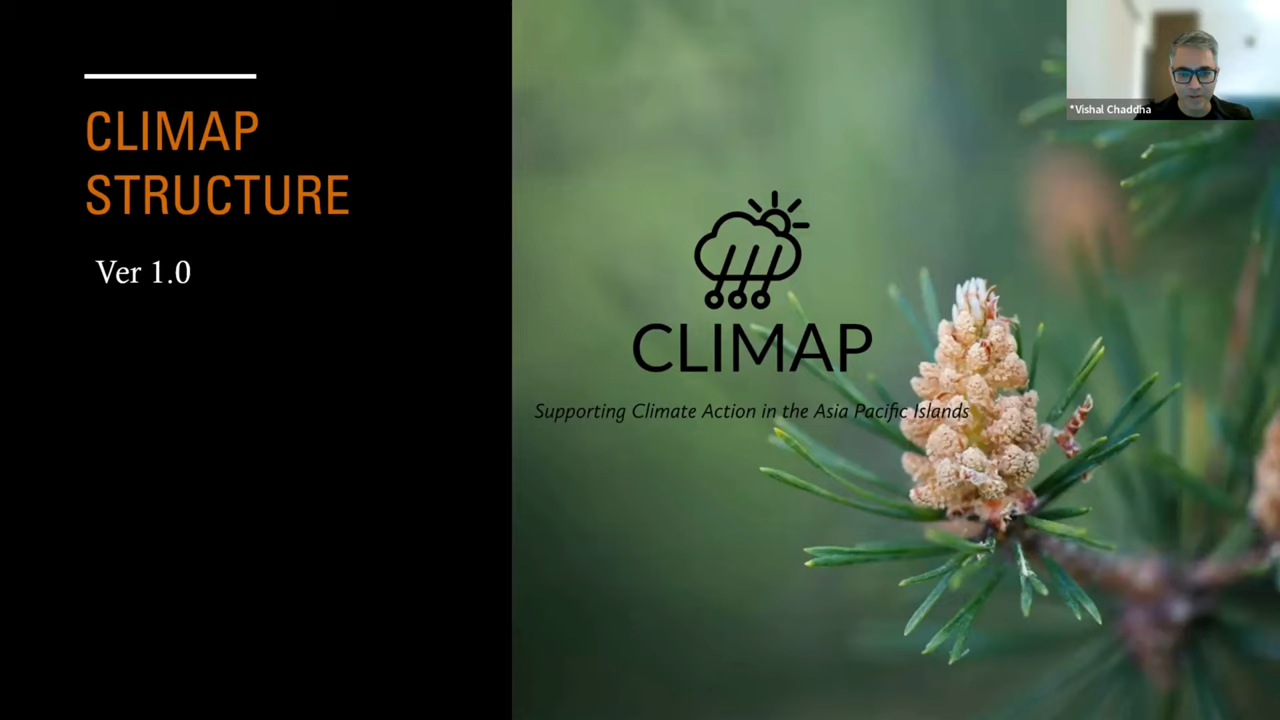 CLIMAP
STRUCTURE
Ver 1.0
CLIMAP
Supporting Climate Action in the Asia Pacific Islands
*Vishal Chaddha